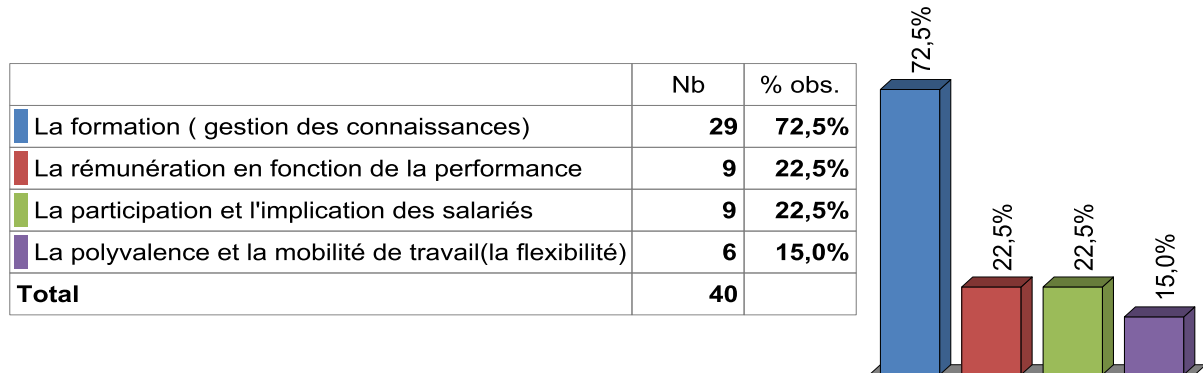 Nb % obs.
La formation ( gestion des connaissances) 29 72,5%
La rémunération en fonction de la performance 9 22,5%
La participation et l'implication des salariés 9 22,5%
La polyvalence et la mobilité de travail(la flexibilité) 6 15,0%
Total 40
72,5%
22,5%
22,5%
15,0%